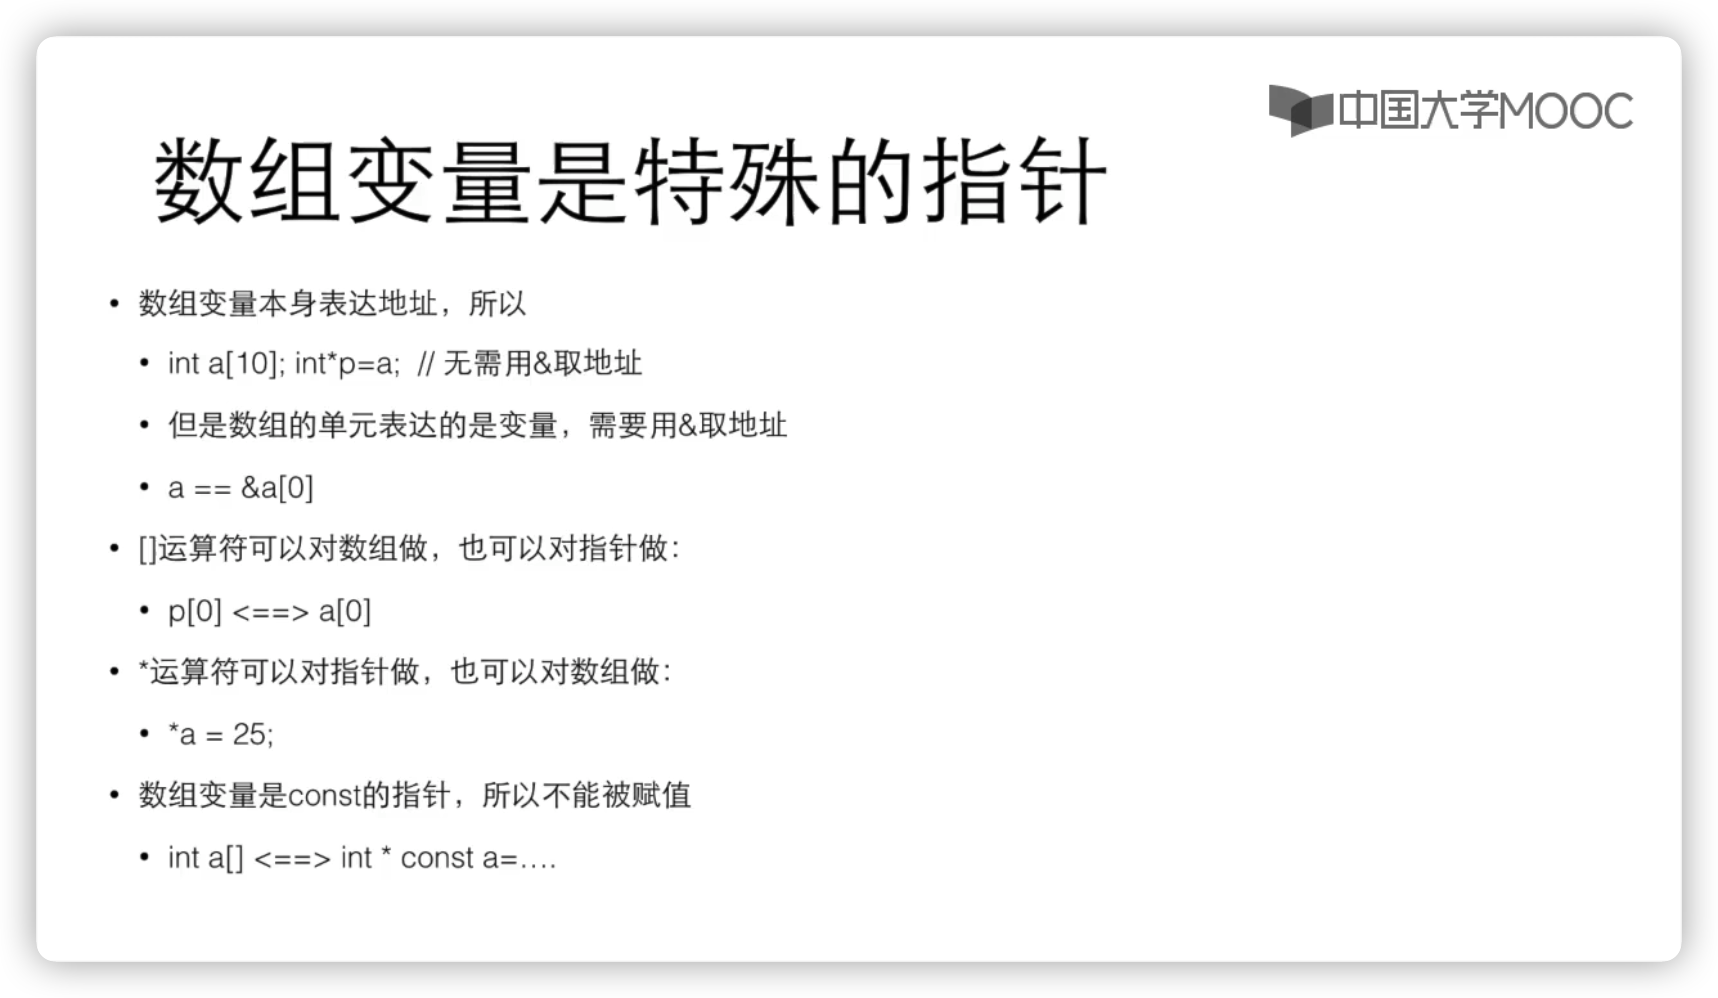 中国大学MOOC
数组变量是特殊的指针
• 数组变量本身表达地址，所以
• int a[10]; int*p=a; // 无需用&取地址
• 但是数组的单元表达的是变量，需要用&取地址
• a == &a[0]
• []运算符可以对数组做，也可以对指针做：
• p[0] <==> a[0]
• *运算符可以对指针做，也可以对数组做：
• *a = 25;
• 数组变量是const的指针，所以不能被赋值
• int a[] <==> int * const a=….